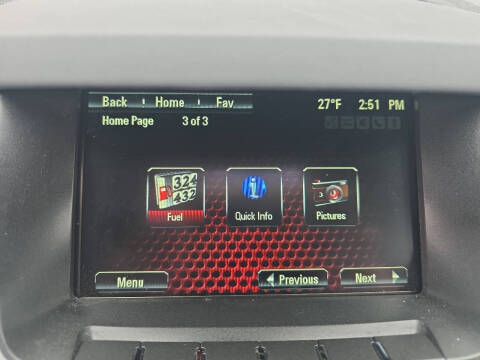 Back Home Fav
27°F 2:51 PM
Home Page 3 of 3
324
432
Fuel
Quick Info
Pictures
Menu
Previous
Next